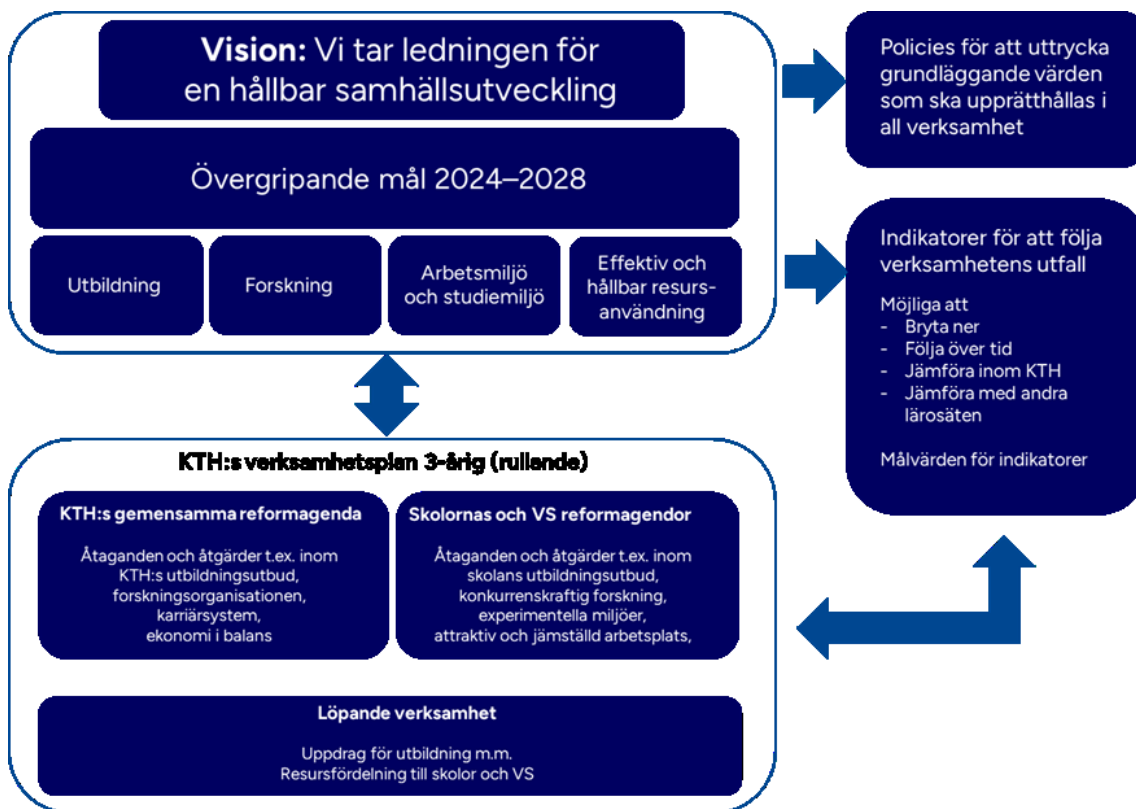 Vision: Vi tar ledningen för
en hållbar samhällsutveckling
Övergripande mål 2024–2028
Utbildning
Forskning
Arbetsmiljö
och studiemiljö
Effektiv och
hållbar resurs-
användning
Policies för att uttrycka
grundläggande värden
som ska upprätthållas i
all verksamhet
Indikatorer för att följa
verksamhetens utfall
Möjliga att
- Bryta ner
- Följa över tid
- Jämföra inom KTH
- Jämföra med andra
lärosäten
Målvärden för indikatorer
KTH:s verksamhetsplan 3-årig (rullande)
KTH:s gemensamma reformagenda
Åtaganden och åtgärder t.ex. inom
KTH:s utbildningsutbud,
forskningsorganisationen,
karriärsystem,
ekonomi i balans
Skolornas och VS reformagendor
Åtaganden och åtgärder t.ex. inom
skolans utbildningsutbud,
konkurrenskraftig forskning,
experimentella miljöer,
attraktiv och jämställd arbetsplats,
Löpande verksamhet
Uppdrag för utbildning m.m.
Resursfördelning till skolor och VS